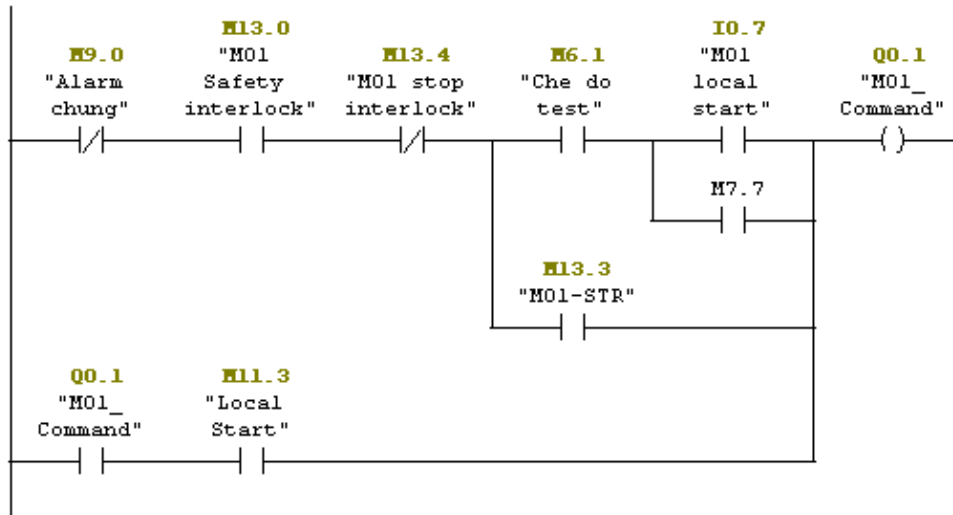 M13.0
I0.7
M9.0
"M01
M13.4
M6.1
"M01
Q0.1
"Alarm
Safety
"M01 stop
"Che do
local
"M01_
chung"
interlock"
interlock"
test"
start"
Command"
M7.7
M13.3
"M01-STR"
Q0.1
M11.3
"M01_
"Local
Command"
Start"